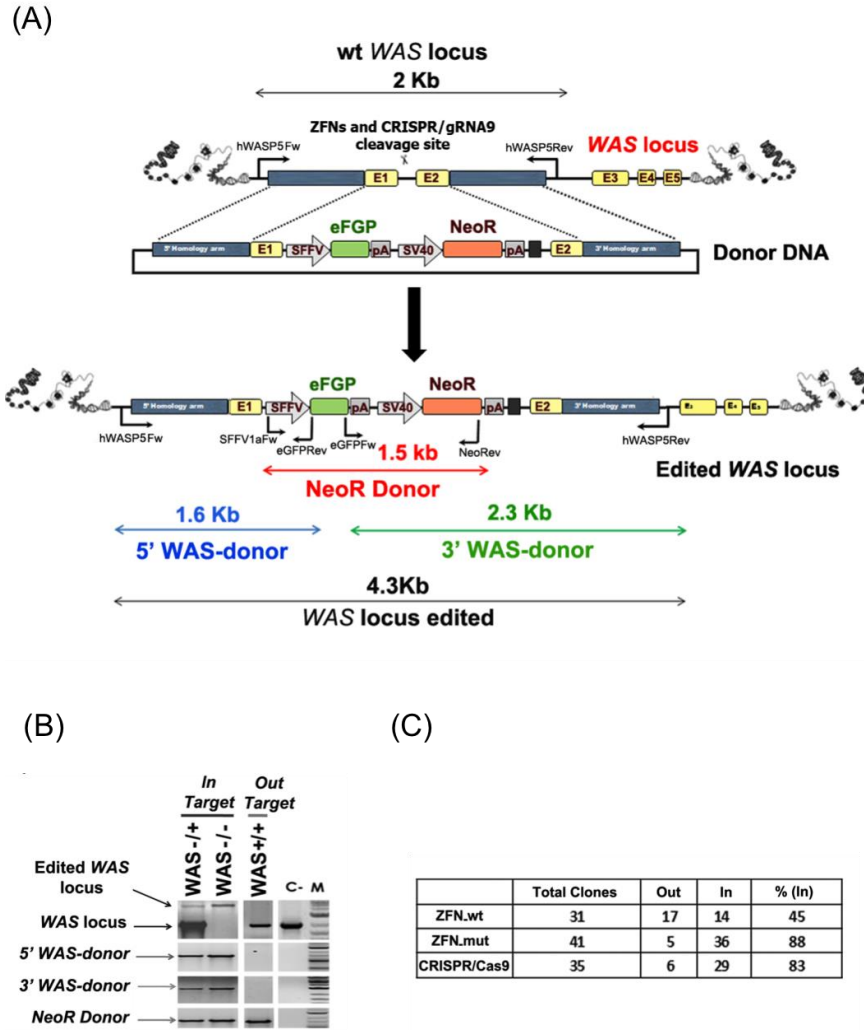 (A)
wt WAS locus
2 Kb
ZFNs and CRISPR/gRNA9
cleavage site
hWASP5Fw
hWASP5Rev
WAS locus
E1
E2
E3
E4
E5
eFGP
NeoR
5' Homology arm
E1
SFFV
pA
SV40
pA
E2
3' Homology arm
Donor DNA
eFGP
NeoR
5' Homology arm
E1
SFFV
pA
SV40
pA
E2
3' Homology arm
E3
E4
E5
hWASP5Fw
SFFV1aFw
eGFPRev
eGFPFw
NeoRev
hWASP5Rev
1.5 kb
NeoR Donor
Edited WAS locus
1.6 Kb
5' WAS-donor
2.3 Kb
3' WAS-donor
4.3Kb
WAS locus edited
(B)
In
Target
Out
Target
WAS-/+
WAS-/-
WAS+/+
C-
M
Edited WAS
locus
WAS locus
5' WAS-donor
-
3' WAS-donor
NeoR Donor
(C)
Total Clones Out In % (In)
ZFN_wt 31 17 14 45
ZFN_mut 41 5 36 88
CRISPR/Cas9 35 6 29 83